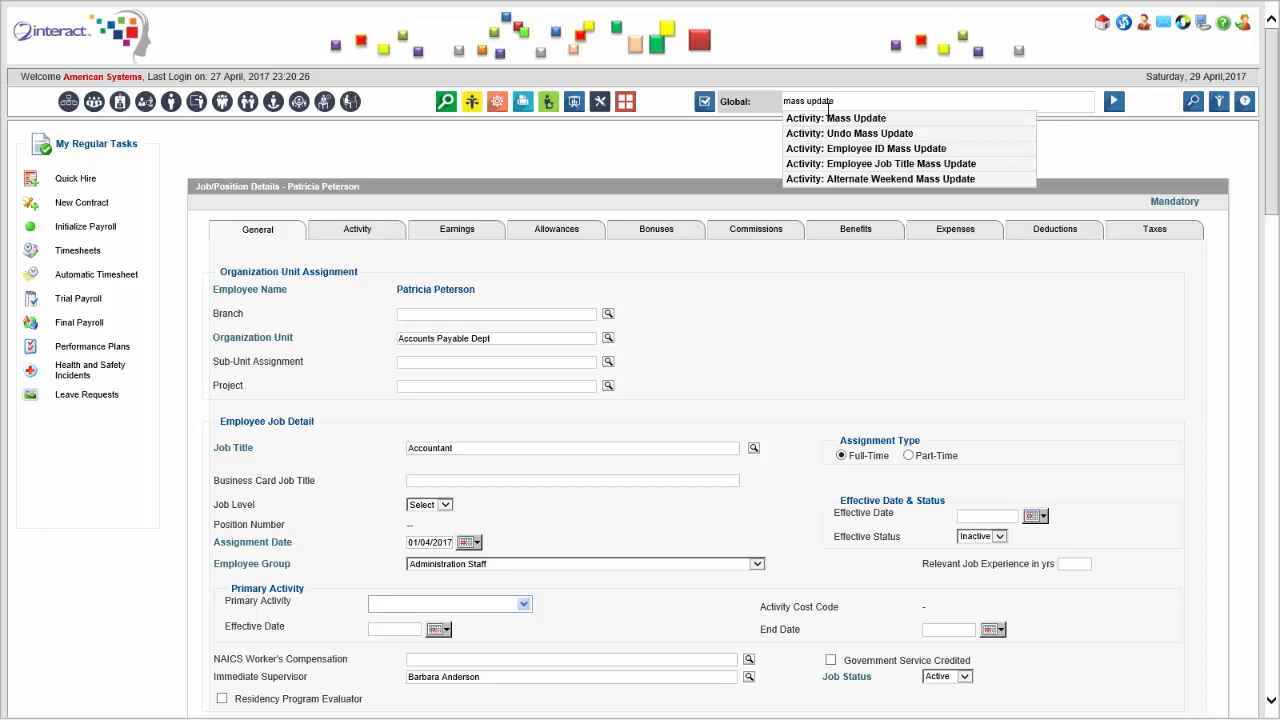 interact
Welcome American Systems, Last Login on: 27 April, 2017 23:20:26
Saturday, 29 April,2017
Global:
mass update
Activity: Mass Update
Activity: Undo Mass Update
Activity: Employee ID Mass Update
Activity: Employee Job Title Mass Update
Activity: Alternate Weekend Mass Update
My Regular Tasks
Quick Hire
New Contract
Initialize Payroll
Timesheets
Automatic Timesheet
Trial Payroll
Final Payroll
Performance Plans
Health and Safety
Incidents
Leave Requests
Job/Position Details - Patricia Peterson
Mandatory
General
Activity
Earnings
Allowances
Bonuses
Commissions
Benefits
Expenses
Deductions
Taxes
Organization Unit Assignment
Employee Name Patricia Peterson
Branch
Organization Unit Accounts Payable Dept
Sub-Unit Assignment
Project
Employee Job Detail
Job Title Accountant
Business Card Job Title
Job Level Select
Position Number --
Assignment Date 01/04/2017
Employee Group Administration Staff
Assignment Type
Full-Time Part-Time
Effective Date & Status
Effective Date
Effective Status Inactive
Relevant Job Experience in yrs
Primary Activity
Primary Activity
Activity Cost Code -
Effective Date
End Date
NAICS Worker's Compensation
Government Service Credited
Immediate Supervisor Barbara Anderson
Job Status Active
Residency Program Evaluator